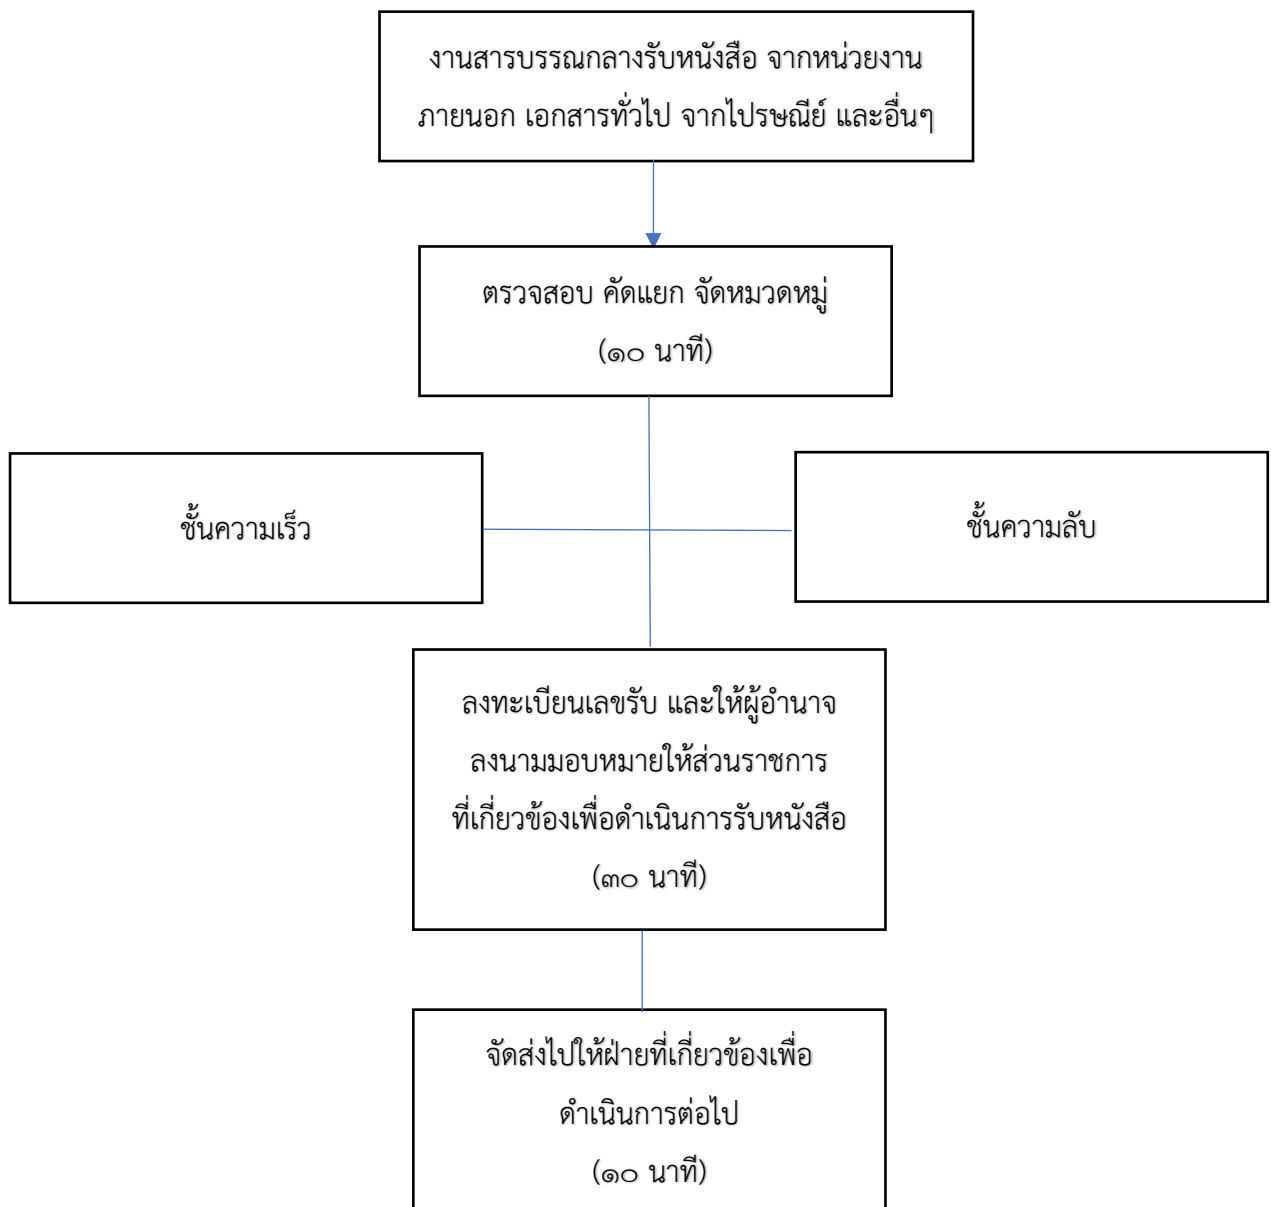 งานสารบรรณกลางรับหนังสือ จากหน่วยงาน
ภายนอก เอกสารทั่วไป จากไปรษณีย์ และอื่นๆ
ตรวจสอบ คัดแยก จัดหมวดหมู่
(๑๐ นาที)
ชั้นความเร็ว
ชั้นความลับ
ลงทะเบียนเลขรับ และให้ผู้อำนาจ
ลงนามมอบหมายให้ส่วนราชการ
ที่เกี่ยวข้องเพื่อดำเนินการรับหนังสือ
(๓๐ นาที)
จัดส่งไปให้ฝ่ายที่เกี่ยวข้องเพื่อ
ดำเนินการต่อไป
(๑๐ นาที)